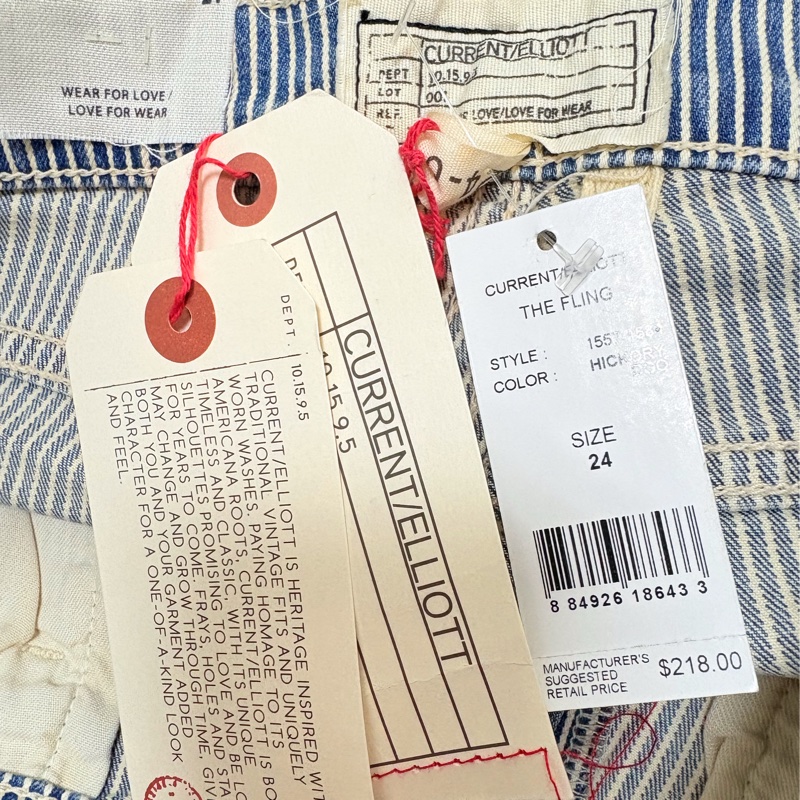 WEAR FOR LOVE/
LOVE FOR WEAR
CURRENT/ELLIOTT
DEPT 10.15.9.5
LOT
REF.
LOVE/LOVE FOR WEAR
DEPT. 10.15.9.5
CURRENT/ELLIOTT IS HERITAGE INSPIRED WIT
TRADITIONAL VINTAGE FITS AND UNIQUELY
WORN WASHES. PAYING HOMAGE TO ITS
AMERICANA ROOTS, CURRENT/ELLIOTT IS BO
TIMELESS AND CLASSIC, WITH ITS UNIQUE
SILHOUETTES PROMISING TO LOVE AND BE LO
FOR YEARS TO COME. FRAYS, HOLES AND STA
MAY CHANGE AND GROW THROUGH TIME, GIV
BOTH YOU AND YOUR GARMENT ADDED
CHARACTER FOR A ONE-OF-A-KIND LOOK
AND FEEL.
CURRENT/ELLIOTT
10.15.9.5
CURRENT/ELLIOTT
THE FLING
STYLE :
COLOR : HICKORY
SIZE
24
8 84926 18643 3
MANUFACTURER'S
SUGGESTED
RETAIL PRICE
$218.00